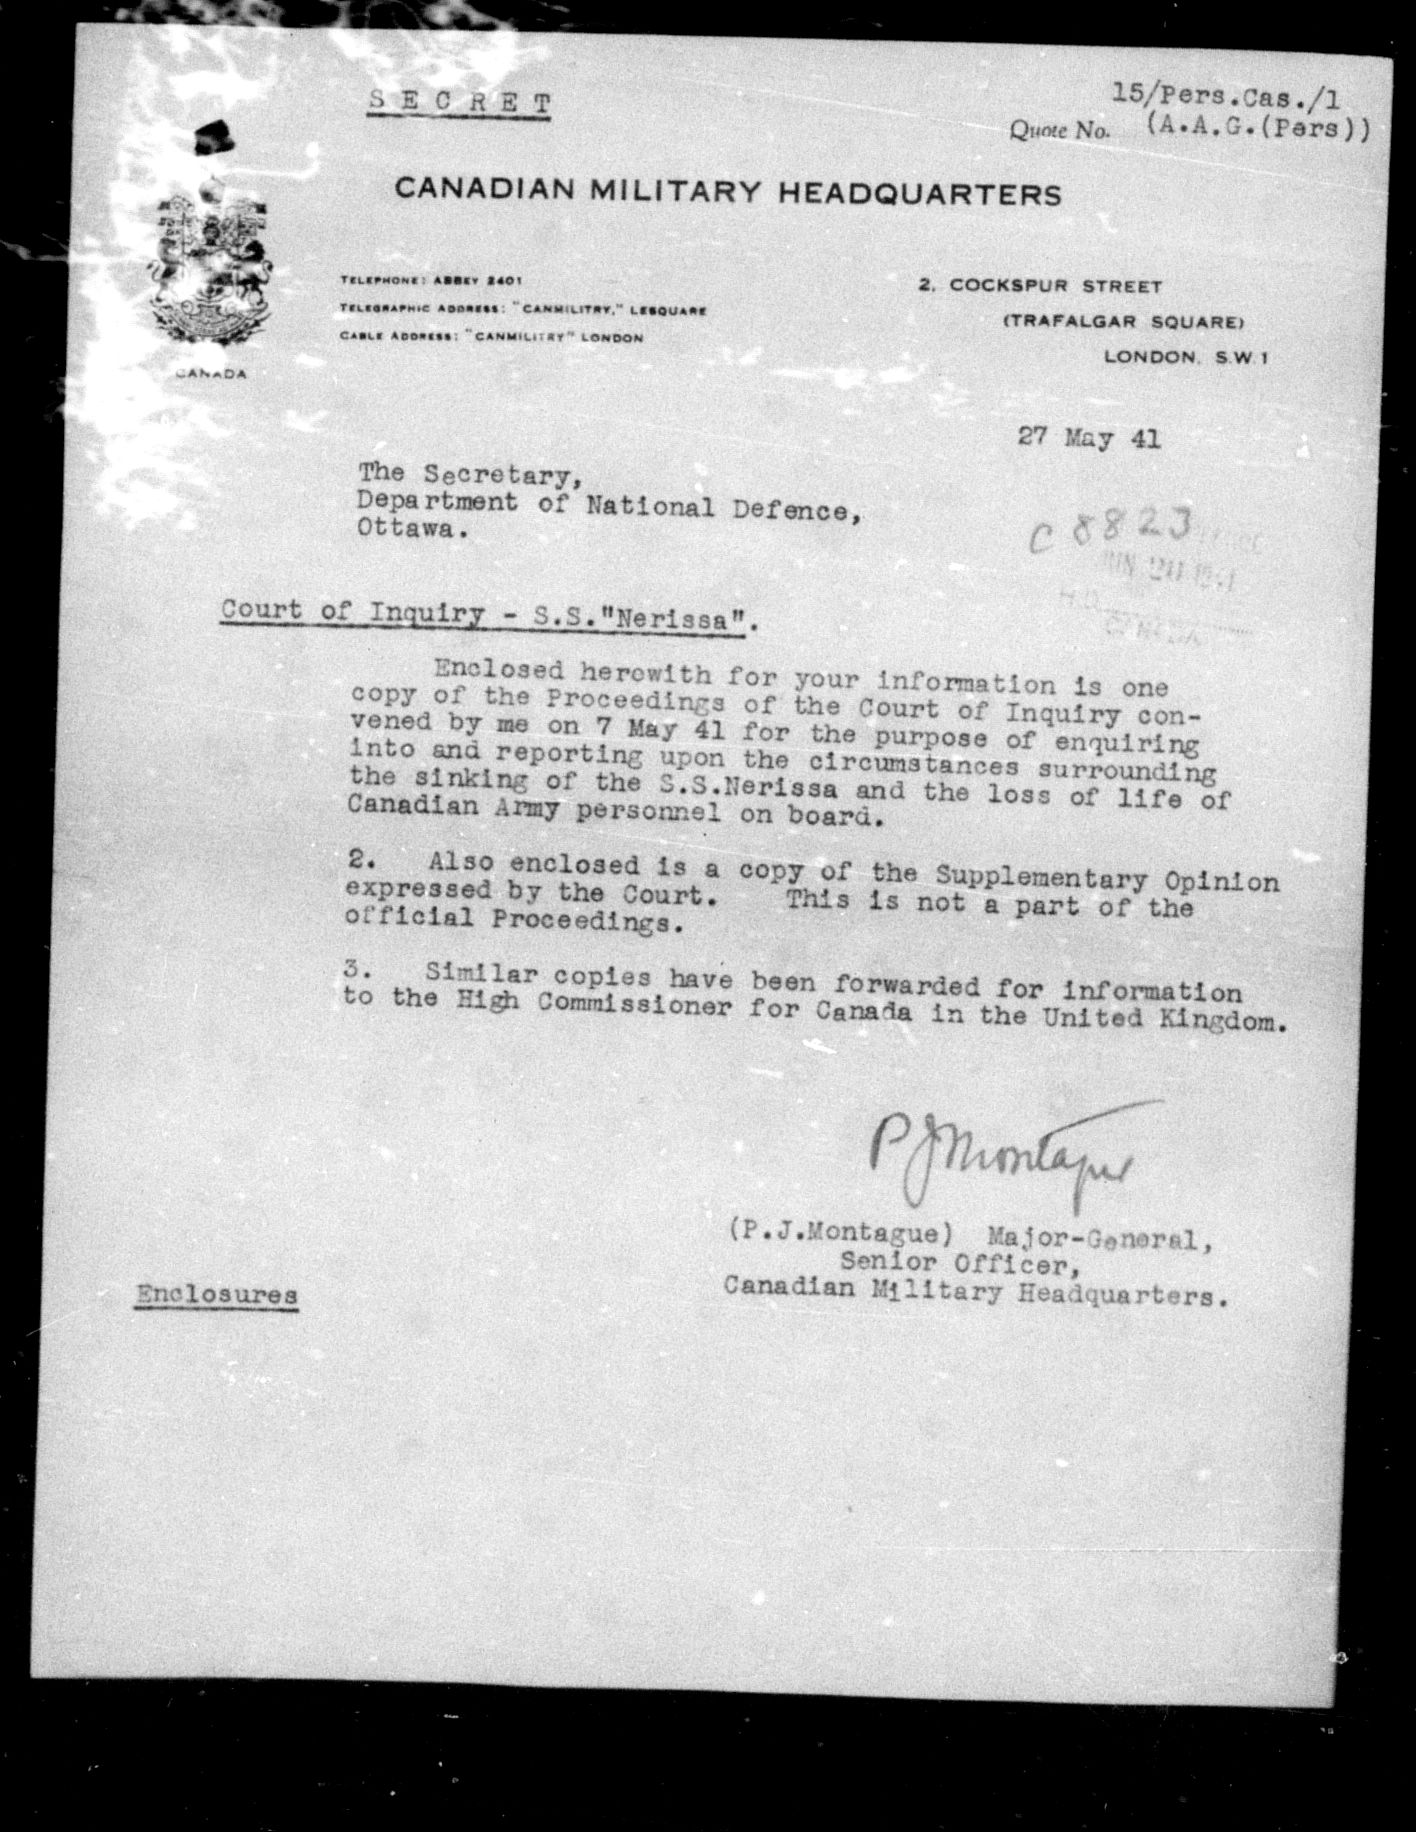 SECRET
15/Pers.Cas./1
Quote No. (A.A.G.(Pers))
CANADIAN MILITARY HEADQUARTERS
TELEPHONE: ABBEY 2401
TELEGRAPHIC ADDRESS: "CANMILITRY," LESQUARE
CABLE ADDRESS: "CANMILITRY" LONDON
2, COCKSPUR STREET
(TRAFALGAR SQUARE)
LONDON, S.W.1
CANADA
27 May 41
The Secretary,
Department of National Defence,
Ottawa.
C 8823
Court of Inquiry - S.S."Nerissa".
Enclosed herewith for your information is one
copy of the Proceedings of the Court of Inquiry con-
vened by me on 7 May 41 for the purpose of enquiring
into and reporting upon the circumstances surrounding
the sinking of the S.S.Nerissa and the loss of life of
Canadian Army personnel on board.
2. Also enclosed is a copy of the Supplementary Opinion
expressed by the Court. This is not a part of the
official Proceedings.
3. Similar copies have been forwarded for information
to the High Commissioner for Canada in the United Kingdom.
P J Montague
(P.J.Montague) Major-General,
Senior Officer,
Canadian Military Headquarters.
Enclosures